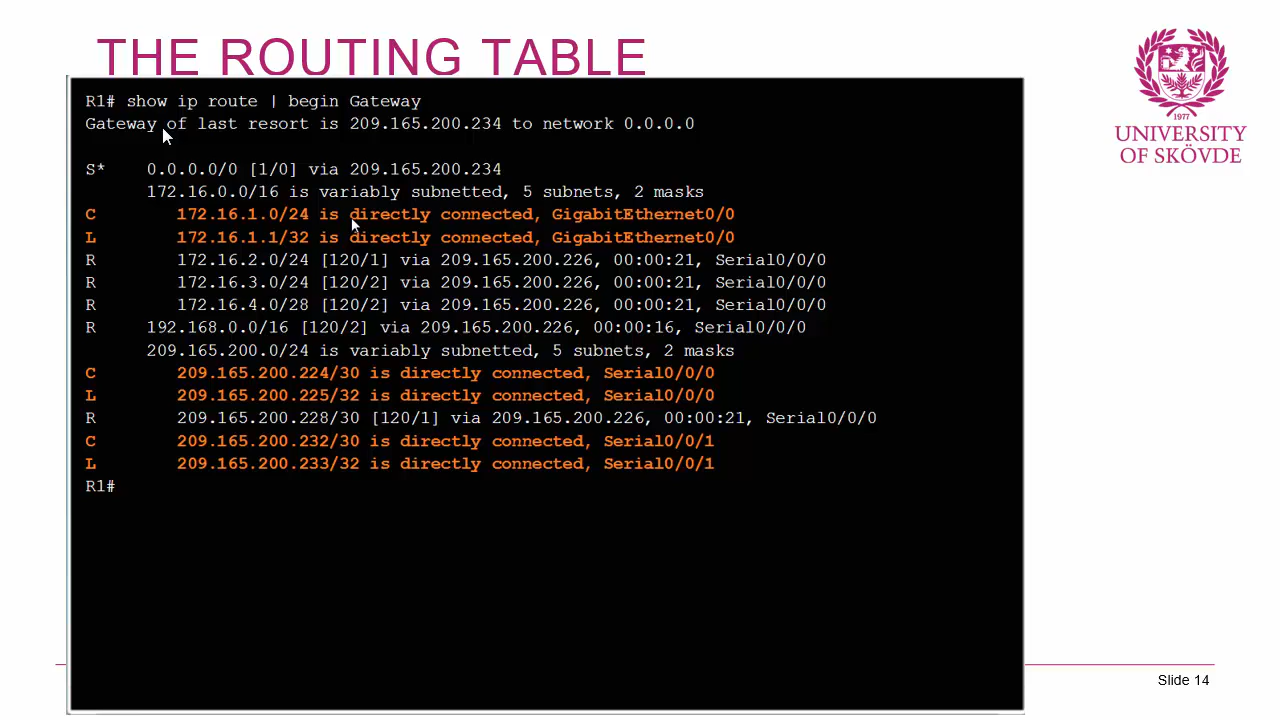 THE ROUTING TABLE
R1# show ip route | begin Gateway
Gateway of last resort is 209.165.200.234 to network 0.0.0.0
S* 0.0.0.0/0 [1/0] via 209.165.200.234
172.16.0.0/16 is variably subnetted, 5 subnets, 2 masks
C 172.16.1.0/24 is directly connected, GigabitEthernet0/0
L 172.16.1.1/32 is directly connected, GigabitEthernet0/0
R 172.16.2.0/24 [120/1] via 209.165.200.226, 00:00:21, Serial0/0/0
R 172.16.3.0/24 [120/2] via 209.165.200.226, 00:00:21, Serial0/0/0
R 172.16.4.0/28 [120/2] via 209.165.200.226, 00:00:21, Serial0/0/0
R 192.168.0.0/16 [120/2] via 209.165.200.226, 00:00:16, Serial0/0/0
209.165.200.0/24 is variably subnetted, 5 subnets, 2 masks
C 209.165.200.224/30 is directly connected, Serial0/0/0
L 209.165.200.225/32 is directly connected, Serial0/0/0
R 209.165.200.228/30 [120/1] via 209.165.200.226, 00:00:21, Serial0/0/0
C 209.165.200.232/30 is directly connected, Serial0/0/1
L 209.165.200.233/32 is directly connected, Serial0/0/1
R1#
1977
UNIVERSITY
OF SKÖVDE
Slide 14